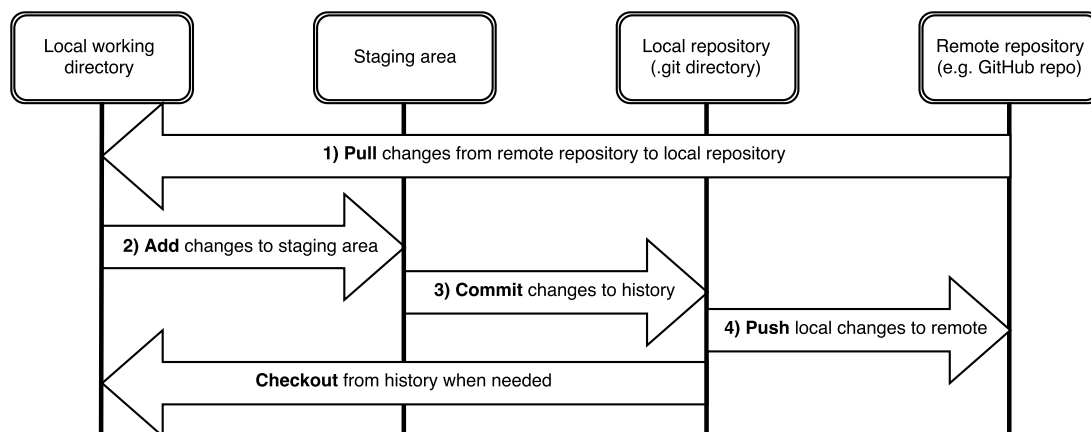 Local working
directory
Staging area
Local repository
(.git directory)
Remote repository
(e.g. GitHub repo)
1) Pull changes from remote repository to local repository
2) Add changes to staging area
3) Commit changes to history
4) Push local changes to remote
Checkout from history when needed